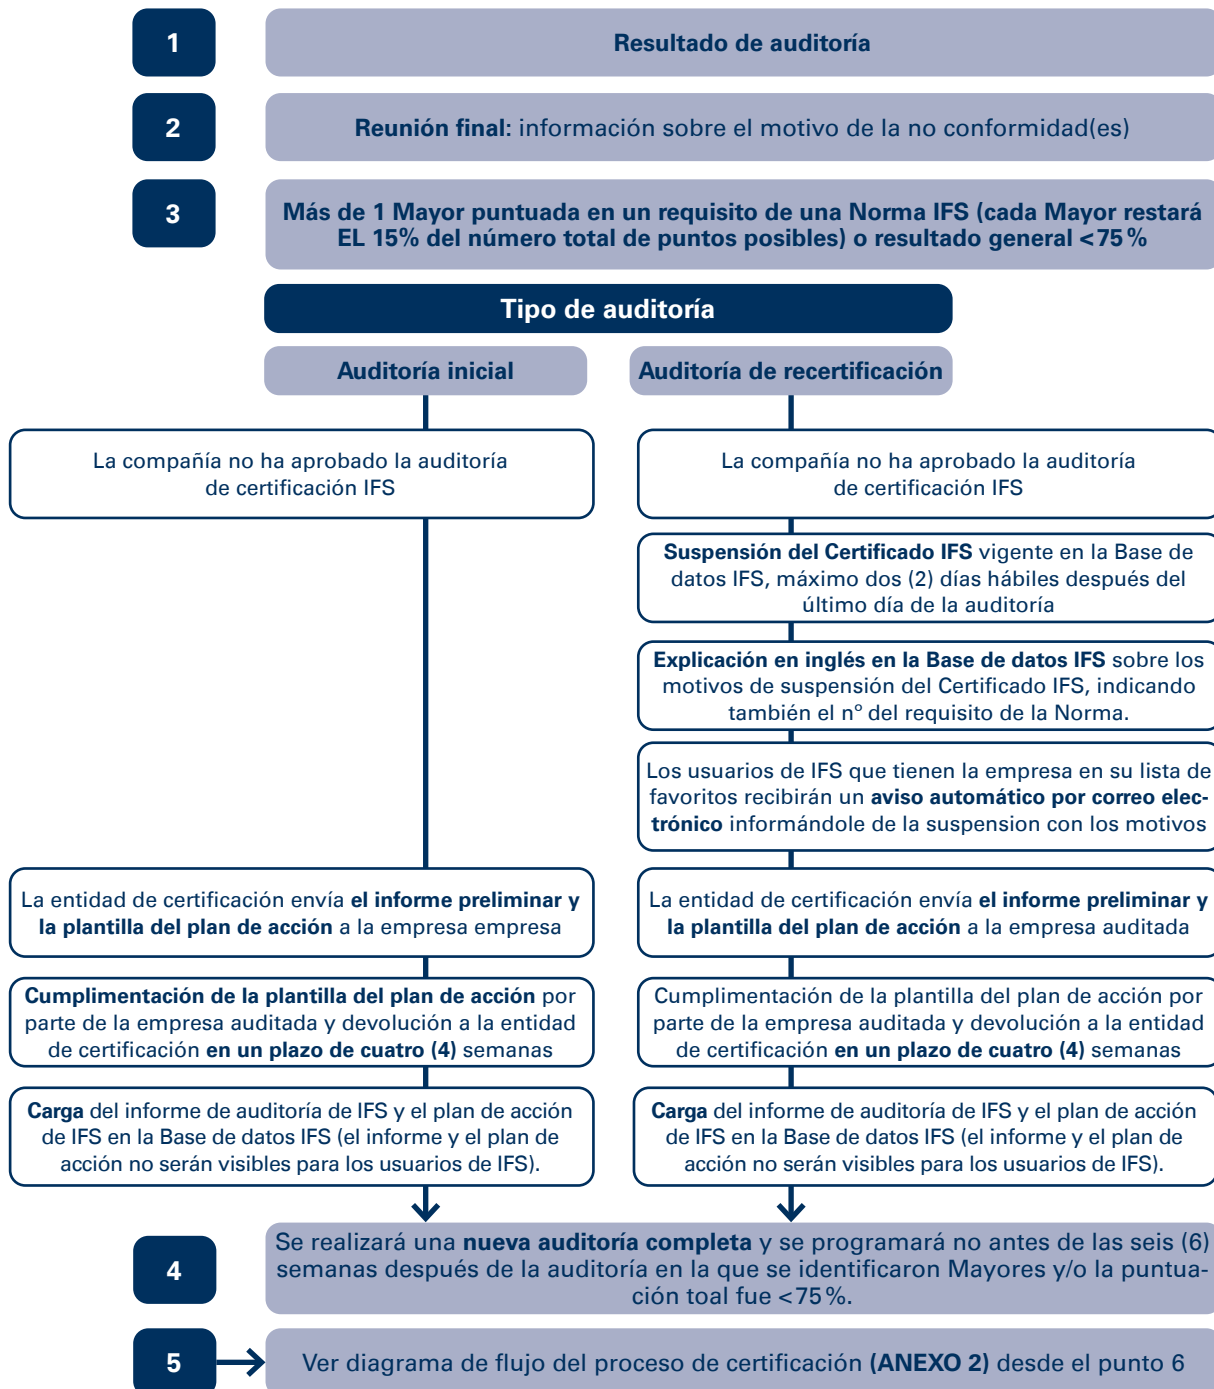 1
Resultado de auditoría
2
Reunión final: información sobre el motivo de la no conformidad(es)
3
Más de 1 Mayor puntuada en un requisito de una Norma IFS (cada Mayor restará
EL 15% del número total de puntos posibles) o resultado general <75%
Tipo de auditoría
Auditoría inicial
Auditoría de recertificación
La compañía no ha aprobado la auditoría
de certificación IFS
La compañía no ha aprobado la auditoría
de certificación IFS
Suspensión del Certificado IFS vigente en la Base de
datos IFS, máximo dos (2) días hábiles después del
último día de la auditoría
Explicación en inglés en la Base de datos IFS sobre los
motivos de suspensión del Certificado IFS, indicando
también el nº del requisito de la Norma.
Los usuarios de IFS que tienen la empresa en su lista de
favoritos recibirán un aviso automático por correo elec-
trónico informándole de la suspension con los motivos
La entidad de certificación envía el informe preliminar y
la plantilla del plan de acción a la empresa empresa
La entidad de certificación envía el informe preliminar y
la plantilla del plan de acción a la empresa auditada
Cumplimentación de la plantilla del plan de acción por
parte de la empresa auditada y devolución a la entidad
de certificación en un plazo de cuatro (4) semanas
Cumplimentación de la plantilla del plan de acción por
parte de la empresa auditada y devolución a la entidad
de certificación en un plazo de cuatro (4) semanas
Carga del informe de auditoría de IFS y el plan de acción
de IFS en la Base de datos IFS (el informe y el plan de
acción no serán visibles para los usuarios de IFS).
Carga del informe de auditoría de IFS y el plan de acción
de IFS en la Base de datos IFS (el informe y el plan de
acción no serán visibles para los usuarios de IFS).
4
Se realizará una nueva auditoría completa y se programará no antes de las seis (6)
semanas después de la auditoría en la que se identificaron Mayores y/o la puntua-
ción toal fue <75%.
5
Ver diagrama de flujo del proceso de certificación (ANEXO 2) desde el punto 6